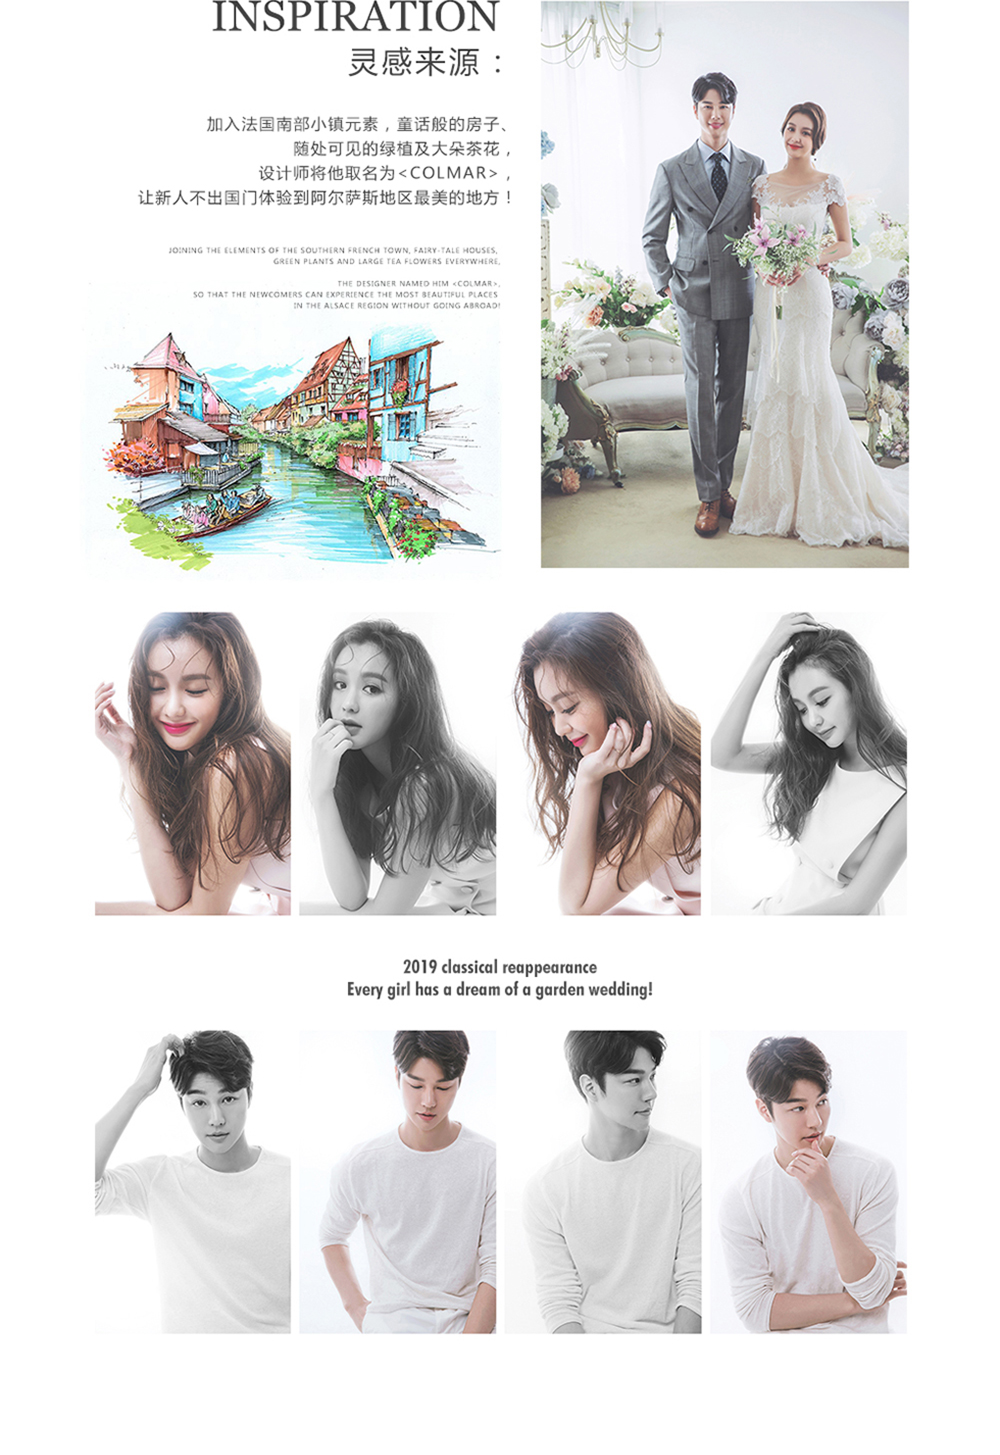 INSPIRATION
灵感来源：
加入法国南部小镇元素，童话般的房子、
随处可见的绿植及大朵茶花，
设计师将他取名为<COLMAR>，
让新人不出国门体验到阿尔萨斯地区最美的地方！
JOINING THE ELEMENTS OF THE SOUTHERN FRENCH TOWN, FAIRY-TALE HOUSES,
GREEN PLANTS AND LARGE TEA FLOWERS EVERYWHERE,
THE DESIGNER NAMED HIM <COLMAR>,
SO THAT THE NEWCOMERS CAN EXPERIENCE THE MOST BEAUTIFUL PLACES
IN THE ALSACE REGION WITHOUT GOING ABROAD!
2019 classical reappearance
Every girl has a dream of a garden wedding!